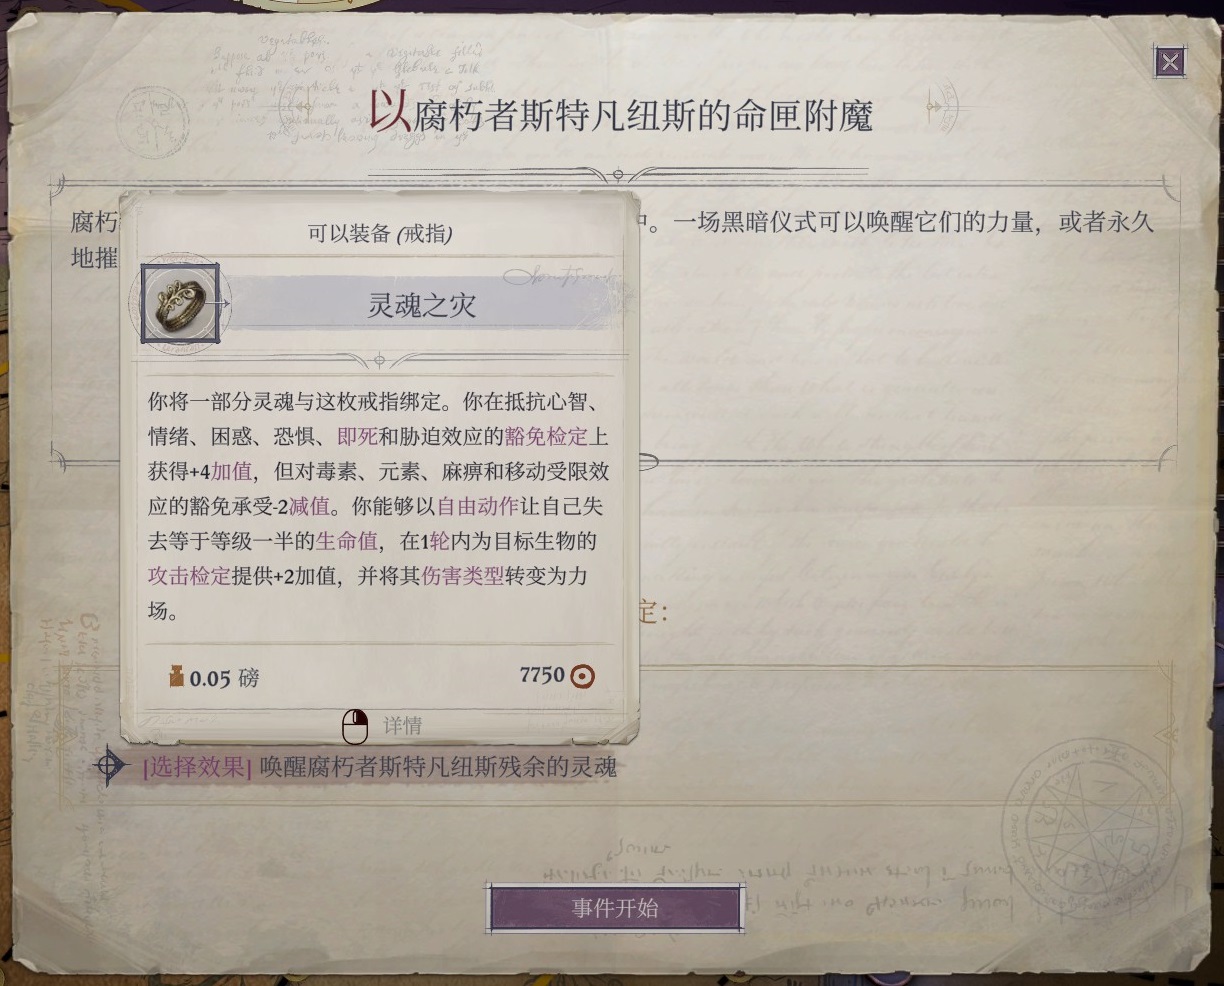 以腐朽者斯特凡纽斯的命匣附魔
腐朽
中。一场黑暗仪式可以唤醒它们的力量，或者永久
地摧
可以装备 (戒指)
灵魂之灾
你将一部分灵魂与这枚戒指绑定。你在抵抗心智、
情绪、困惑、恐惧、即死和胁迫效应的豁免检定上
获得+4加值，但对毒素、元素、麻痹和移动受限效
应的豁免承受-2减值。你能够以自由动作让自己失
去等于等级一半的生命值，在1轮内为目标生物的
攻击检定提供+2加值，并将其伤害类型转变为力
场。
定：
0.05 磅
7750
详情
[选择效果] 唤醒腐朽者斯特凡纽斯残余的灵魂
事件开始